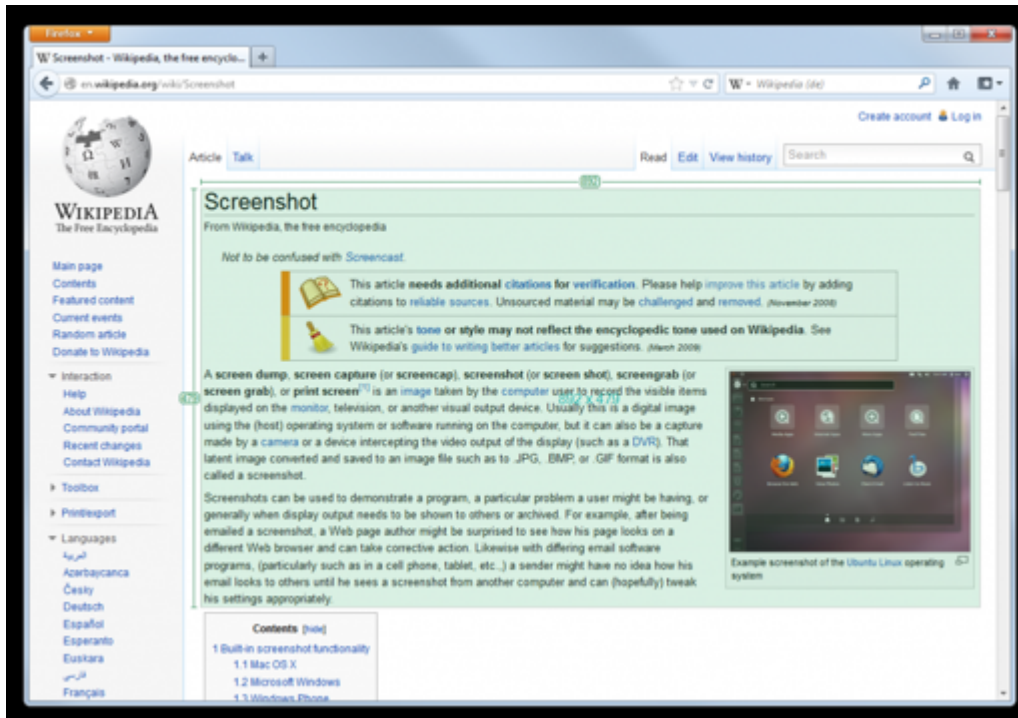 Firefox
Screenshot - Wikipedia, the free encyclo...
en.wikipedia.org/wiki/Screenshot
W - Wikipedia (de)
Create account Log in
Article Talk
Read Edit View history Search
892
WIKIPEDIA
The Free Encyclopedia
Main page
Contents
Featured content
Current events
Random article
Donate to Wikipedia
Interaction
Help
About Wikipedia
Community portal
Recent changes
Contact Wikipedia
Toolbox
Print/export
Languages
العربية
Azərbaycanca
Česky
Deutsch
Español
Esperanto
Euskara
فارسی
Français
479
Screenshot
From Wikipedia, the free encyclopedia
Not to be confused with Screencast.
This article needs additional citations for verification. Please help improve this article by adding
citations to reliable sources. Unsourced material may be challenged and removed. (November 2008)
This article's tone or style may not reflect the encyclopedic tone used on Wikipedia. See
Wikipedia's guide to writing better articles for suggestions. (March 2009)
A screen dump, screen capture (or screencap), screenshot (or screen shot), screengrab (or
screen grab), or print screen[1] is an image taken by the computer user to record the visible items
displayed on the monitor, television, or another visual output device. Usually this is a digital image
using the (host) operating system or software running on the computer, but it can also be a capture
made by a camera or a device intercepting the video output of the display (such as a DVR). That
latent image converted and saved to an image file such as to .JPG, .BMP, or .GIF format is also
called a screenshot.
892 x 479
Screenshots can be used to demonstrate a program, a particular problem a user might be having, or
generally when display output needs to be shown to others or archived. For example, after being
emailed a screenshot, a Web page author might be surprised to see how his page looks on a
different Web browser and can take corrective action. Likewise with differing email software
programs, (particularly such as in a cell phone, tablet, etc..) a sender might have no idea how his
email looks to others until he sees a screenshot from another computer and can (hopefully) tweak
his settings appropriately.
Example screenshot of the Ubuntu Linux operating
system
Contents [hide]
1 Built-in screenshot functionality
1.1 Mac OS X
1.2 Microsoft Windows
1.3 Windows Phone